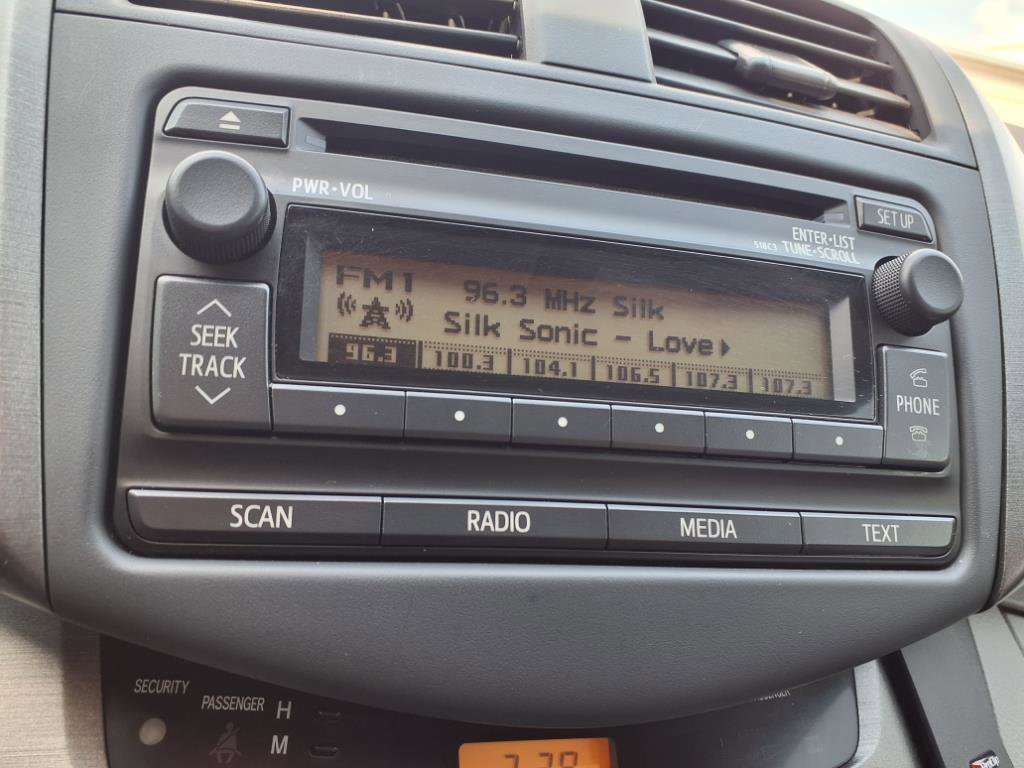 PWR•VOL
SET UP
ENTER•LIST
518C3 TUNE•SCROLL
FM1 96.3 MHz Silk
Silk Sonic - Love
96.3 100.3 104.1 106.5 107.3 107.3
SEEK
TRACK
PHONE
SCAN RADIO MEDIA TEXT
SECURITY
PASSENGER H
M